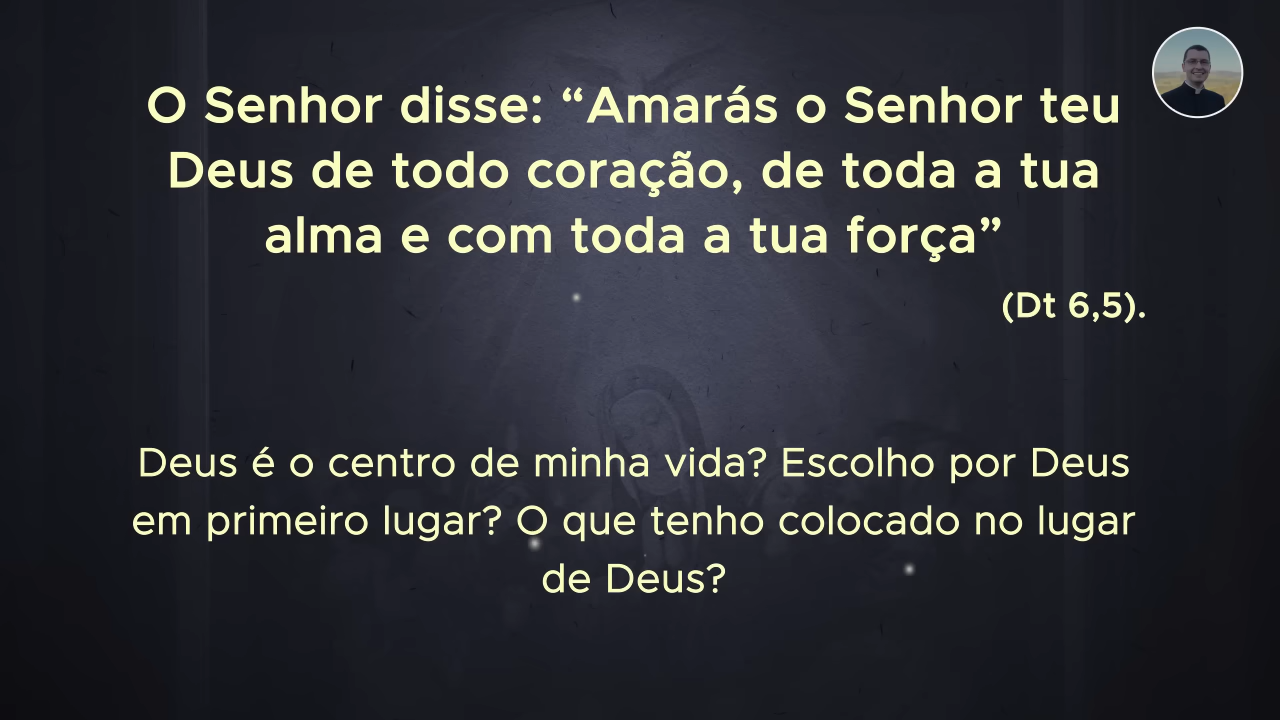 O Senhor disse: “Amarás o Senhor teu
Deus de todo coração, de toda a tua
alma e com toda a tua força”
(Dt 6,5).
Deus é o centro de minha vida? Escolho por Deus
em primeiro lugar? O que tenho colocado no lugar
de Deus?